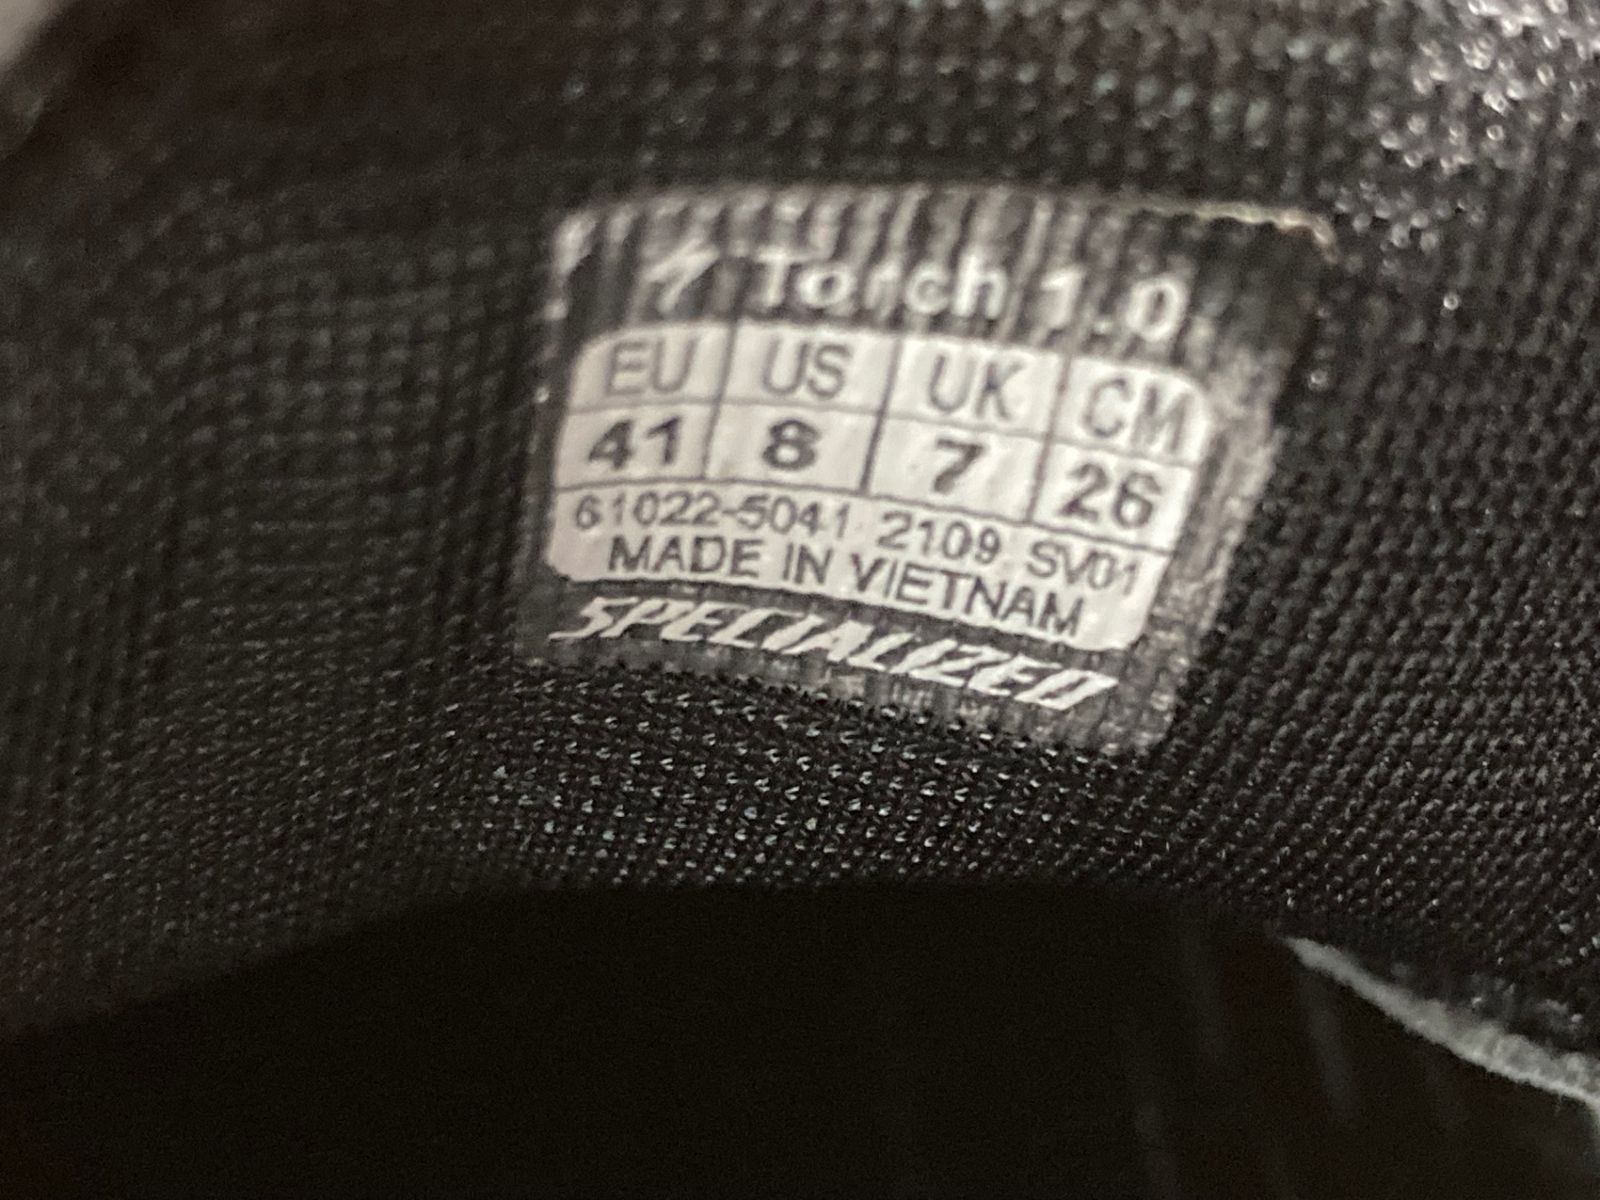 Torch 1.0
EU US UK CM
41 8 7 26
61022-5041 2109 SV01
MADE IN VIETNAM
SPECIALIZED